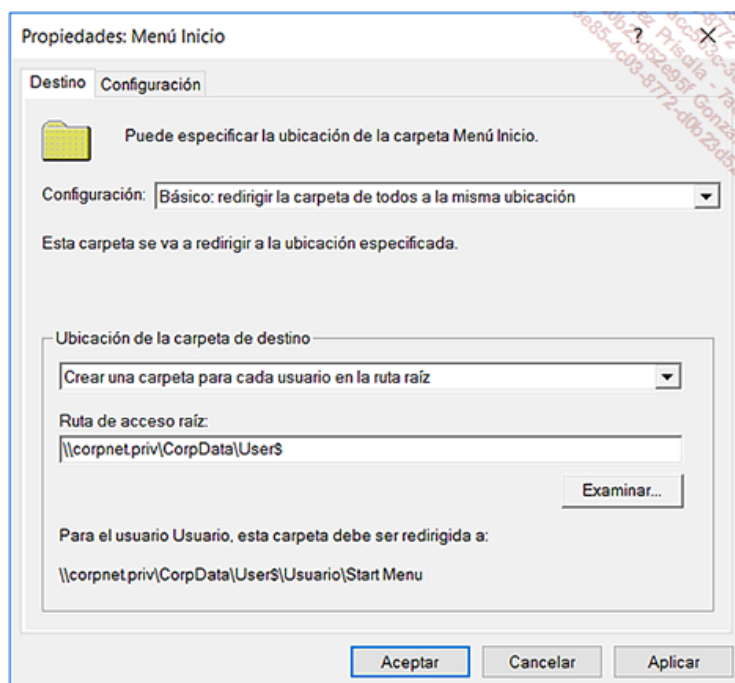 Propiedades: Menú Inicio
? ×
Destino Configuración
Puede especificar la ubicación de la carpeta Menú Inicio.
Configuración: Básico: redirigir la carpeta de todos a la misma ubicación
Esta carpeta se va a redirigir a la ubicación especificada.
Ubicación de la carpeta de destino
Crear una carpeta para cada usuario en la ruta raíz
Ruta de acceso raíz:
\\corpnet.priv\CorpData\User$
Examinar...
Para el usuario Usuario, esta carpeta debe ser redirigida a:
\\corpnet.priv\CorpData\User$\Usuario\Start Menu
Aceptar Cancelar Aplicar